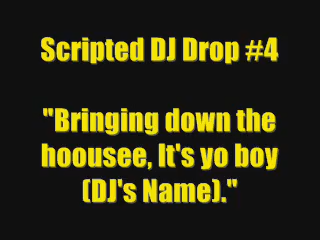 Scripted DJ Drop #4
"Bringing down the
hoousee, It's yo boy
(DJ's Name)."